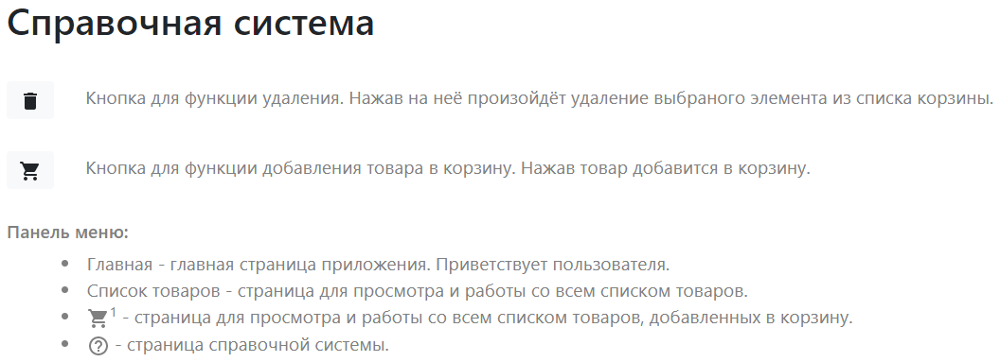 Справочная система
Кнопка для функции удаления. Нажав на неё произойдёт удаление выбраного элемента из списка корзины.
Кнопка для функции добавления товара в корзину. Нажав товар добавится в корзину.
Панель меню:
Главная - главная страница приложения. Приветствует пользователя.
Список товаров - страница для просмотра и работы со всем списком товаров.
1 - страница для просмотра и работы со всем списком товаров, добавленных в корзину.
? - страница справочной системы.